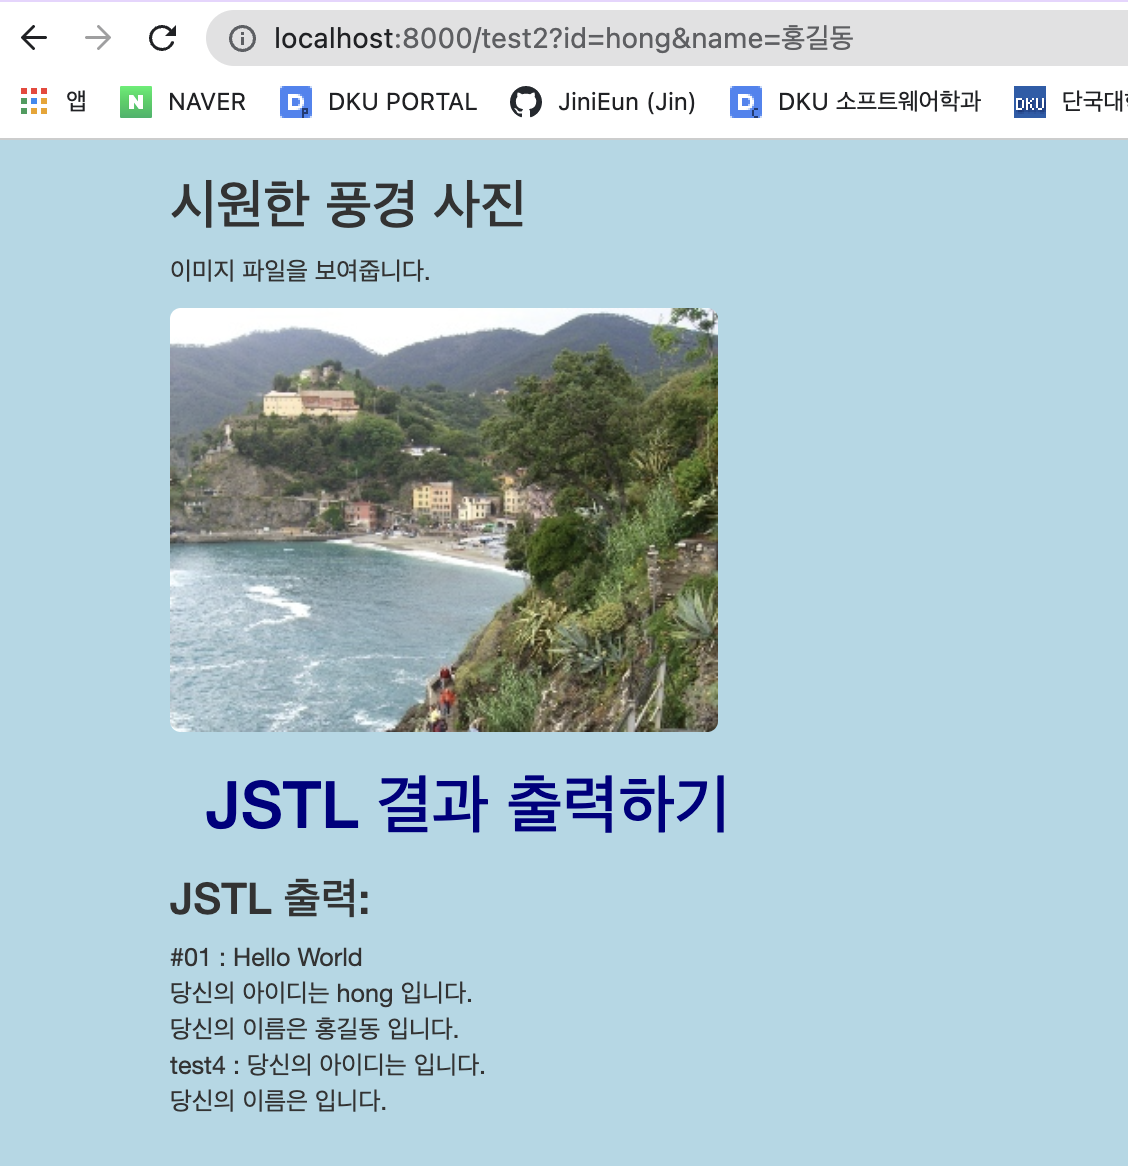 localhost:8000/test2?id=hong&name=홍길동
앱 N NAVER D P DKU PORTAL JiniEun (Jin) D C DKU 소프트웨어학과 DKU 단국대
시원한 풍경 사진
이미지 파일을 보여줍니다.
JSTL 결과 출력하기
JSTL 출력:
#01 : Hello World
당신의 아이디는 hong 입니다.
당신의 이름은 홍길동 입니다.
test4 : 당신의 아이디는 입니다.
당신의 이름은 입니다.